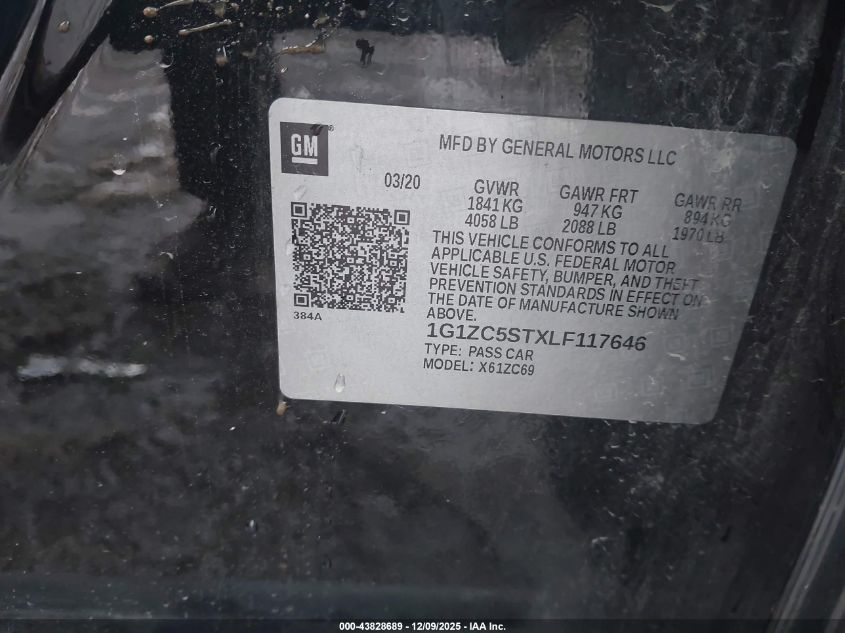 GM®
MFD BY GENERAL MOTORS LLC
03/20
GVWR
1841 KG
4058 LB
GAWR FRT
947 KG
2088 LB
GAWR RR
894 KG
1970 LB
THIS VEHICLE CONFORMS TO ALL
APPLICABLE U.S. FEDERAL MOTOR
VEHICLE SAFETY, BUMPER, AND THEFT
PREVENTION STANDARDS IN EFFECT ON
THE DATE OF MANUFACTURE SHOWN
ABOVE.
384A
1G1ZC5STXLF117646
TYPE: PASS CAR
MODEL: X61ZC69
000-43828689 - 12/09/2025 - IAA Inc.